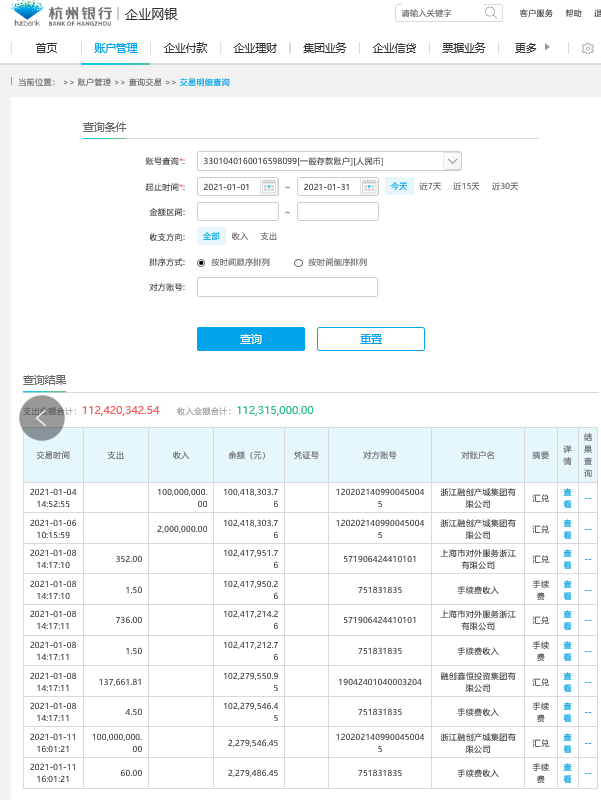 杭州银行 企业网银
hzbank BANK OF HANGZHOU
请输入关键字 客户服务 帮助
首页 账户管理 企业付款 企业理财 集团业务 企业信贷 票据业务 更多
当前位置： >> 账户管理 >> 查询交易 >> 交易明细查询
查询条件
账号查询*: 3301040160016598099[一般存款账户][人民币]
起止时间*: 2021-01-01 ~ 2021-01-31 今天 近7天 近15天 近30天
金额区间: ~
收支方向: 全部 收入 支出
排序方式: 按时间顺序排列 按时间倒序排列
对方账号:
查询 重置
查询结果
支出金额合计: 112,420,342.54 收入金额合计: 112,315,000.00
交易时间 支出 收入 余额（元） 凭证号 对方账号 对账户名 摘要 详情 结果查询
2021-01-04 14:52:55 100,000,000.00 100,418,303.76 1202021409900450045 浙江融创产城集团有限公司 汇兑 查看 --
2021-01-06 10:15:59 2,000,000.00 102,418,303.76 1202021409900450045 浙江融创产城集团有限公司 汇兑 查看 --
2021-01-08 14:17:10 352.00 102,417,951.76 571906424410101 上海市对外服务浙江有限公司 汇兑 查看 --
2021-01-08 14:17:10 1.50 102,417,950.26 751831835 手续费收入 手续费 查看 --
2021-01-08 14:17:11 736.00 102,417,214.26 571906424410101 上海市对外服务浙江有限公司 汇兑 查看 --
2021-01-08 14:17:11 1.50 102,417,212.76 751831835 手续费收入 手续费 查看 --
2021-01-08 14:17:11 137,661.81 102,279,550.95 19042401040003204 融创鑫恒投资集团有限公司 汇兑 查看 --
2021-01-08 14:17:11 4.50 102,279,546.45 751831835 手续费收入 手续费 查看 --
2021-01-11 16:01:21 100,000,000.00 2,279,546.45 1202021409900450045 浙江融创产城集团有限公司 汇兑 查看 --
2021-01-11 16:01:21 60.00 2,279,486.45 751831835 手续费收入 手续费 查看 --